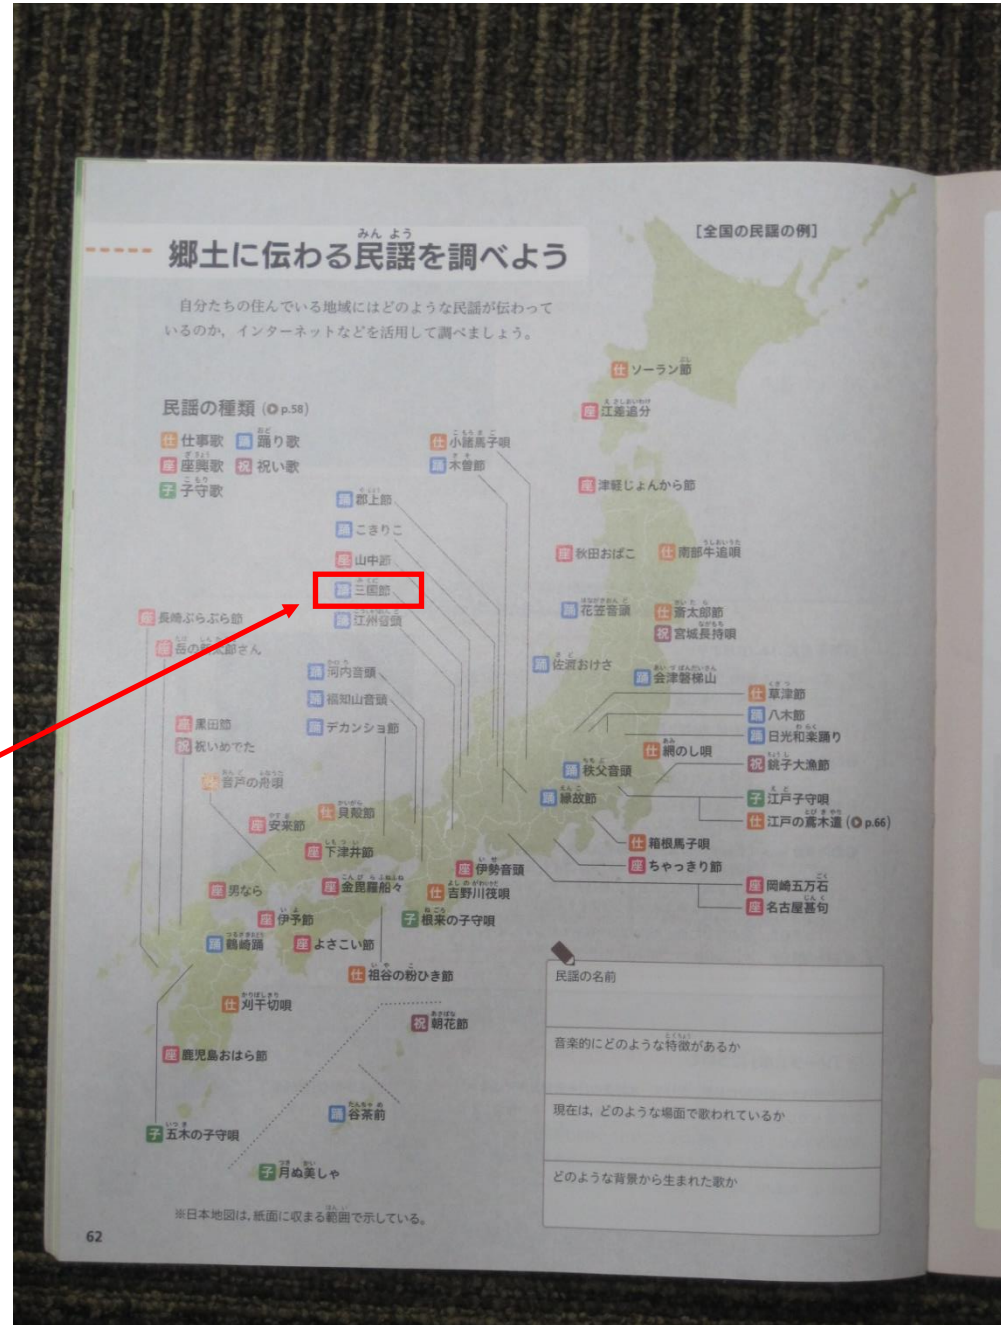 郷土に伝わる民謡を調べよう
[全国の民謡の例]
自分たちの住んでいる地域にはどのような民謡が伝わって
いるのか，インターネットなどを活用して調べましょう。
民謡の種類 (p.58)
仕 仕事歌 踊 踊り歌
座 座興歌 祝 祝い歌
子 子守歌
仕 ソーラン節
座 江差追分
仕 小諸馬子唄
踊 木曽節
座 津軽じょんから節
踊 郡上節
踊 こきりこ
座 山中節
踊 三国節
踊 江州音頭
座 秋田おばこ
仕 南部牛追唄
踊 花笠音頭
仕 斎太郎節
祝 宮城長持唄
座 長崎ぶらぶら節
座 岳の新太郎さん
踊 河内音頭
踊 福知山音頭
踊 デカンショ節
踊 佐渡おけさ
踊 会津磐梯山
仕 草津節
踊 八木節
踊 日光和楽踊り
座 黒田節
祝 祝いめでた
仕 網のし唄
祝 銚子大漁節
踊 秩父音頭
仕 音戸の舟唄
踊 縁故節
子 江戸子守唄
仕 江戸の鳶木遣 (p.66)
仕 貝殻節
座 安来節
仕 箱根馬子唄
座 下津井節
座 ちゃっきり節
座 伊勢音頭
座 男なら
座 金毘羅船々
仕 吉野川筏唄
座 岡崎五万石
座 名古屋甚句
座 伊予節
子 根来の子守唄
踊 鶴崎踊
座 よさこい節
仕 祖谷の粉ひき節
仕 刈干切唄
祝 朝花節
座 鹿児島おはら節
踊 谷茶前
子 五木の子守唄
子 月ぬ美しゃ
民謡の名前
音楽的にどのような特徴があるか
現在は，どのような場面で歌われているか
どのような背景から生まれた歌か
※日本地図は，紙面に収まる範囲で示している。
62